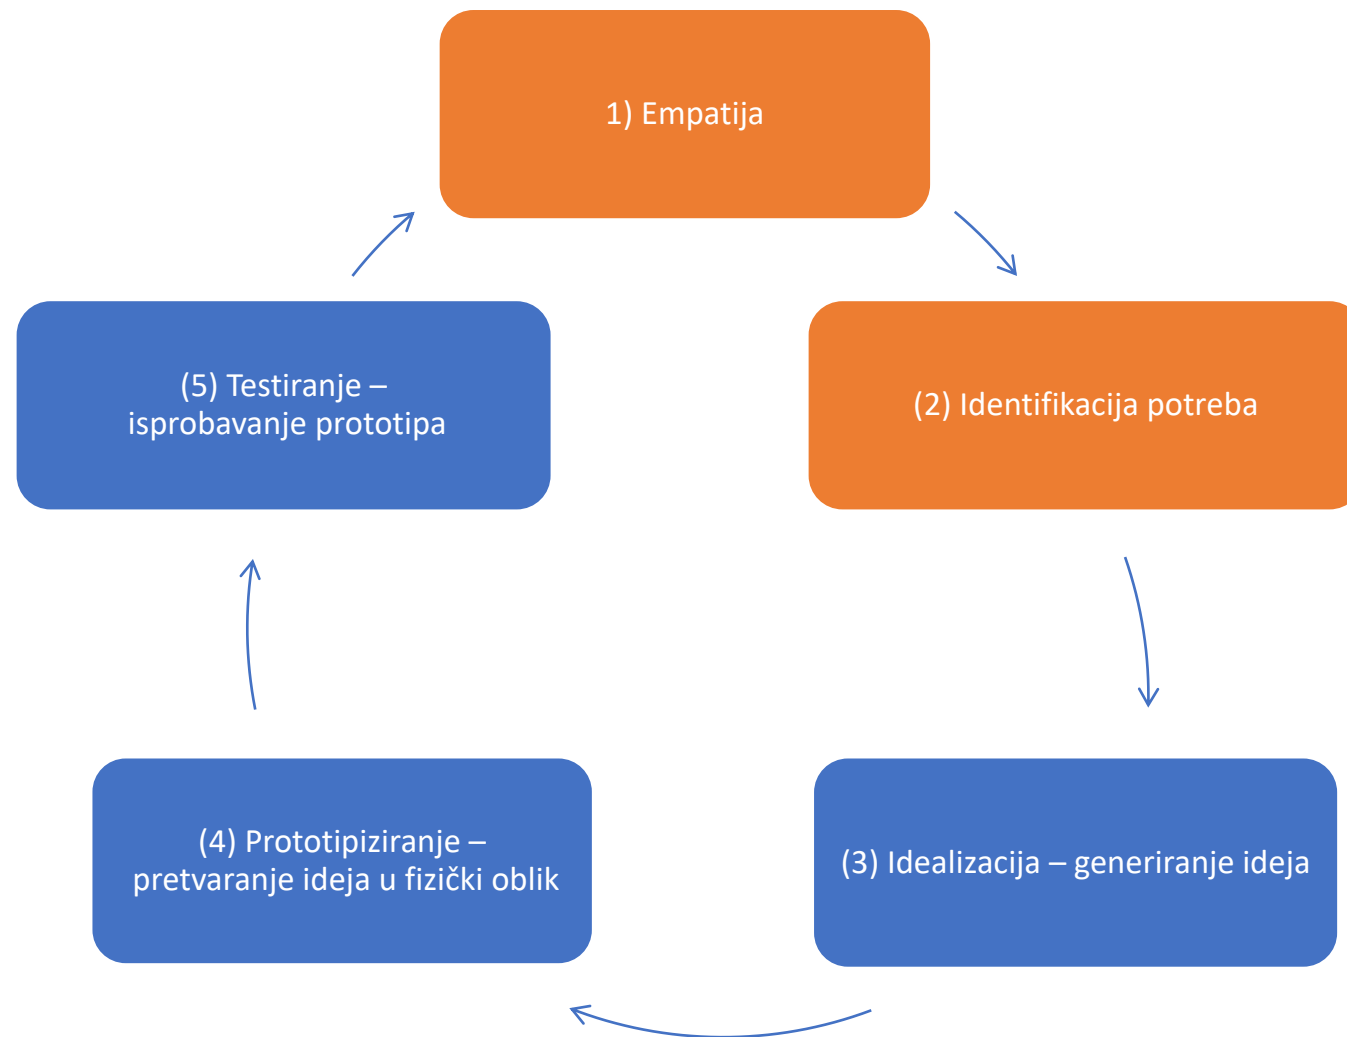 1) Empatija
(2) Identifikacija potreba
(3) Idealizacija – generiranje ideja
(4) Prototipiziranje –
pretvaranje ideja u fizički oblik
(5) Testiranje –
isprobavanje prototipa